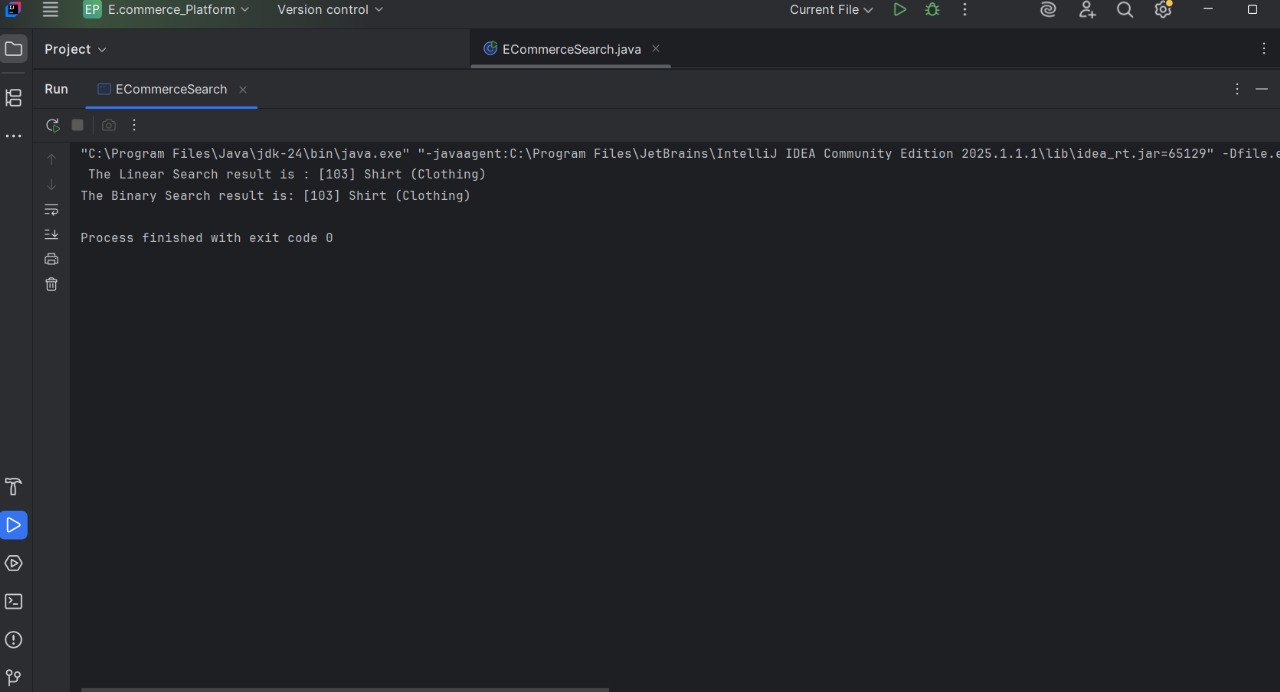 EP E.commerce_Platform Version control Current File
Project ECommerceSearch.java
Run ECommerceSearch
"C:\Program Files\Java\jdk-24\bin\java.exe" "-javaagent:C:\Program Files\JetBrains\IntelliJ IDEA Community Edition 2025.1.1.1\lib\idea_rt.jar=65129" -Dfile.e
The Linear Search result is : [103] Shirt (Clothing)
The Binary Search result is: [103] Shirt (Clothing)
Process finished with exit code 0